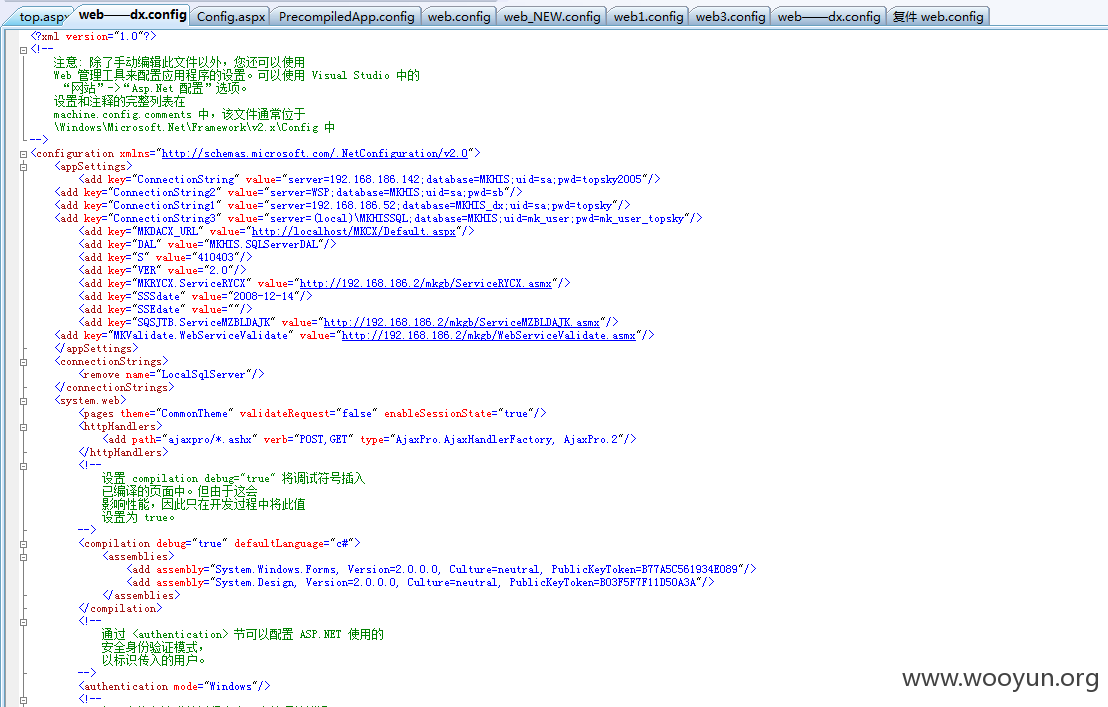 top.aspx web——dx.config Config.aspx PrecompiledApp.config web.config web_NEW.config web1.config web3.config web——dx.config 复件 web.config
<?xml version="1.0"?>
<!--
注意: 除了手动编辑此文件以外，您还可以使用
Web 管理工具来配置应用程序的设置。可以使用 Visual Studio 中的
“网站”->“Asp.Net 配置”选项。
设置和注释的完整列表在
machine.config.comments 中，该文件通常位于
\Windows\Microsoft.Net\Framework\v2.x\Config 中
-->
<configuration xmlns="http://schemas.microsoft.com/.NetConfiguration/v2.0">
<appSettings>
<add key="ConnectionString" value="server=192.168.186.142;database=MKHIS;uid=sa;pwd=topsky2005"/>
<add key="ConnectionString2" value="server=WSP;database=MKHIS;uid=sa;pwd=sb"/>
<add key="ConnectionString1" value="server=192.168.186.52;database=MKHIS_dx;uid=sa;pwd=topsky"/>
<add key="ConnectionString3" value="server=(local)\MKHISSQL;database=MKHIS;uid=mk_user;pwd=mk_user_topsky"/>
<add key="MKDACX_URL" value="http://localhost/MKCX/Default.aspx"/>
<add key="DAL" value="MKHIS.SQLServerDAL"/>
<add key="S" value="410403"/>
<add key="VER" value="2.0"/>
<add key="MKRYCX.ServiceRYCX" value="http://192.168.186.2/mkgb/ServiceRYCX.asmx"/>
<add key="SSSdate" value="2008-12-14"/>
<add key="SSEdate" value=""/>
<add key="SQSJTB.ServiceMZBLDAJK" value="http://192.168.186.2/mkgb/ServiceMZBLDAJK.asmx"/>
<add key="MKValidate.WebServiceValidate" value="http://192.168.186.2/mkgb/WebServiceValidate.asmx"/>
</appSettings>
<connectionStrings>
<remove name="LocalSqlServer"/>
</connectionStrings>
<system.web>
<pages theme="CommonTheme" validateRequest="false" enableSessionState="true"/>
<httpHandlers>
<add path="ajaxpro/*.ashx" verb="POST,GET" type="AjaxPro.AjaxHandlerFactory, AjaxPro.2"/>
</httpHandlers>
<!--
设置 compilation debug="true" 将调试符号插入
已编译的页面中。但由于这会
影响性能，因此只在开发过程中将此值
设置为 true。
-->
<compilation debug="true" defaultLanguage="c#">
<assemblies>
<add assembly="System.Windows.Forms, Version=2.0.0.0, Culture=neutral, PublicKeyToken=B77A5C561934E089"/>
<add assembly="System.Design, Version=2.0.0.0, Culture=neutral, PublicKeyToken=B03F5F7F11D50A3A"/>
</assemblies>
</compilation>
<!--
通过 <authentication> 节可以配置 ASP.NET 使用的
安全身份验证模式，
以标识传入的用户。
-->
<authentication mode="Windows"/>
<!--
www.wooyun.org